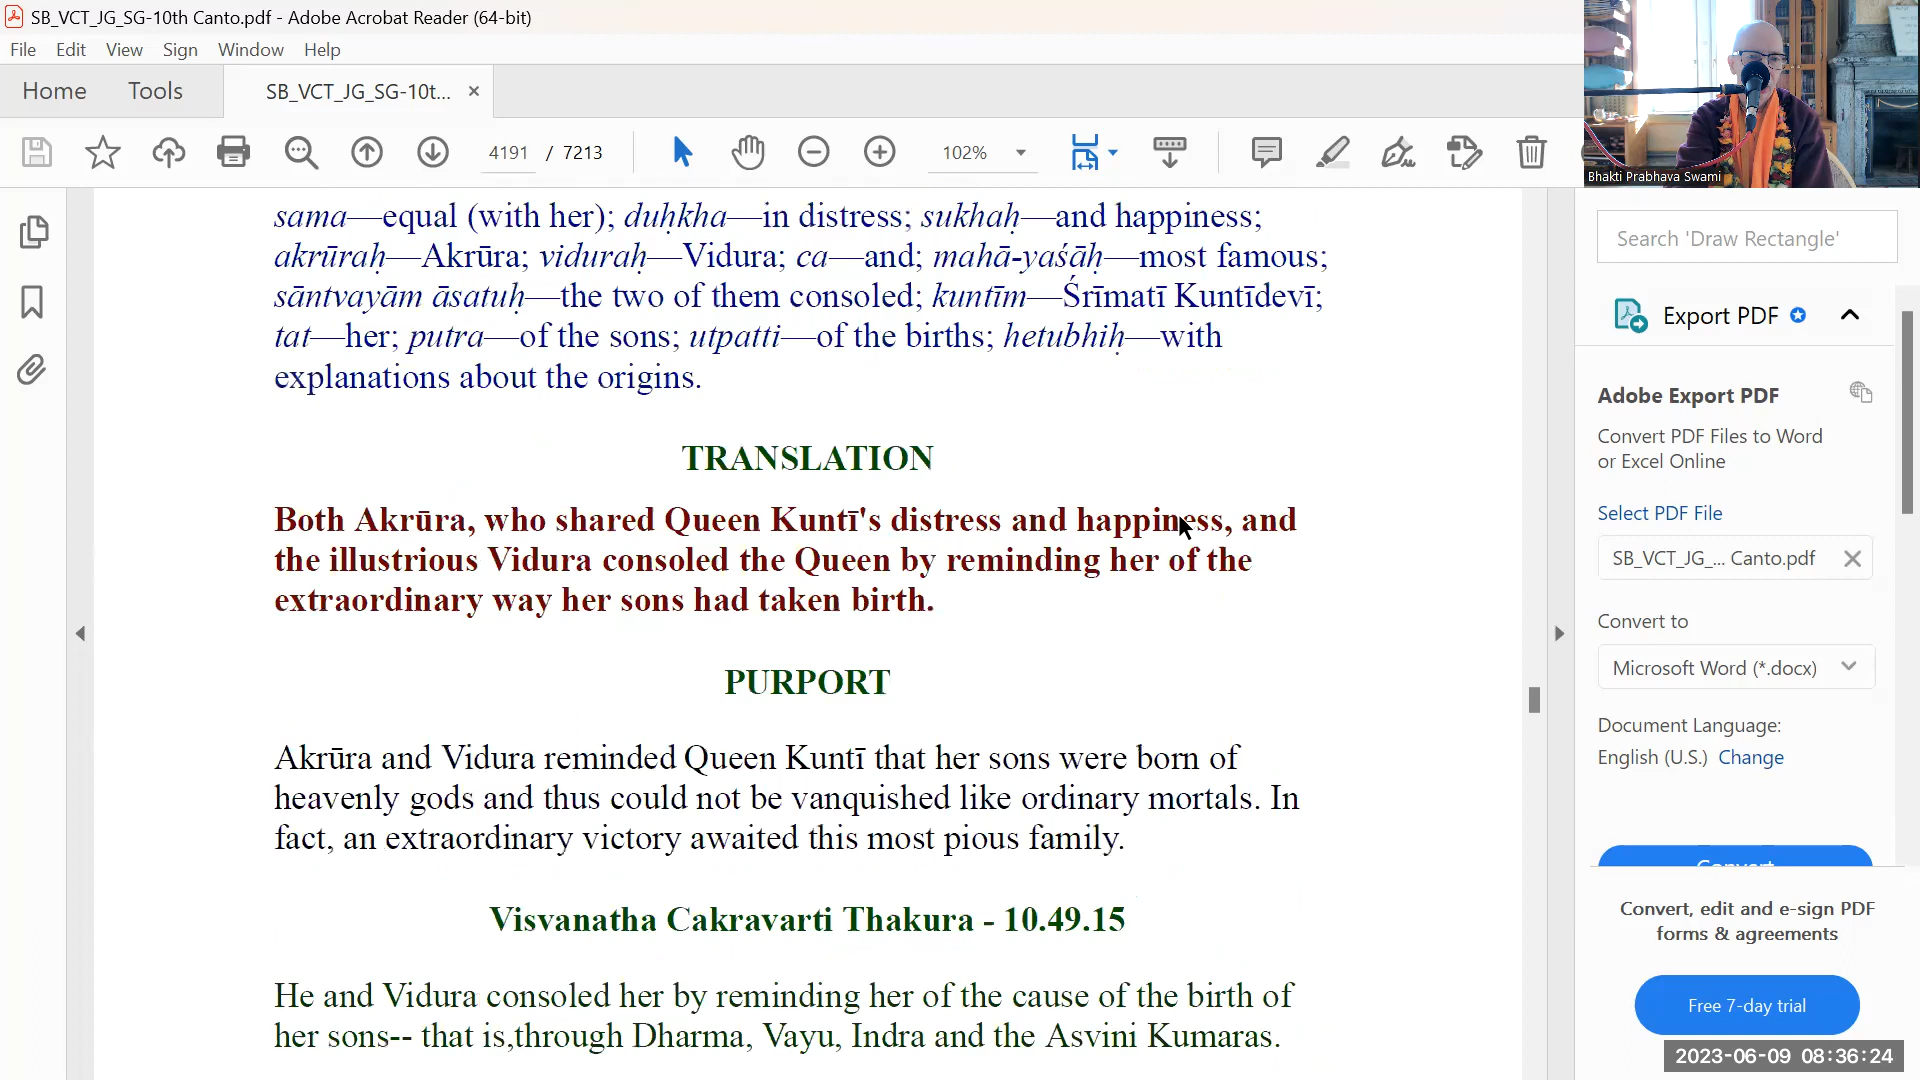 SB_VCT_JG_SG-10th Canto.pdf - Adobe Acrobat Reader (64-bit)
File Edit View Sign Window Help
Home Tools SB_VCT_JG_SG-10t... ×
4191 / 7213 102%
Bhakti Prabhava Swami
sama—equal (with her); duḥkha—in distress; sukhaḥ—and happiness;
akrūraḥ—Akrūra; viduraḥ—Vidura; ca—and; mahā-yaśāḥ—most famous;
sāntvayām āsatuḥ—the two of them consoled; kuntīm—Śrīmatī Kuntīdevī;
tat—her; putra—of the sons; utpatti—of the births; hetubhiḥ—with
explanations about the origins.
TRANSLATION
Both Akrūra, who shared Queen Kuntī's distress and happiness, and
the illustrious Vidura consoled the Queen by reminding her of the
extraordinary way her sons had taken birth.
PURPORT
Akrūra and Vidura reminded Queen Kuntī that her sons were born of
heavenly gods and thus could not be vanquished like ordinary mortals. In
fact, an extraordinary victory awaited this most pious family.
Visvanatha Cakravarti Thakura - 10.49.15
He and Vidura consoled her by reminding her of the cause of the birth of
her sons-- that is,through Dharma, Vayu, Indra and the Asvini Kumaras.
Search 'Draw Rectangle'
Export PDF
Adobe Export PDF
Convert PDF Files to Word
or Excel Online
Select PDF File
SB_VCT_JG_... Canto.pdf
Convert to
Microsoft Word (*.docx)
Document Language:
English (U.S.) Change
Convert
Convert, edit and e-sign PDF
forms & agreements
Free 7-day trial
2023-06-09 08:36:24